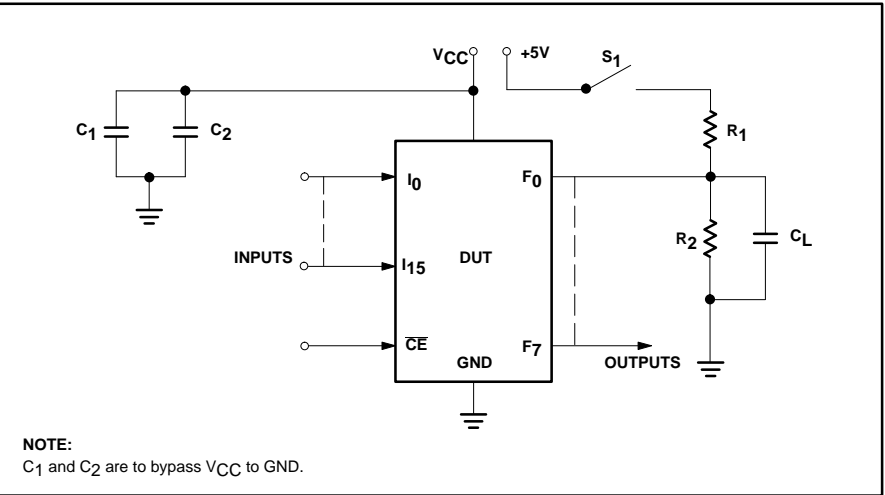 VCC
+5V
S1
C1
C2
R1
I0
F0
R2
CL
INPUTS
I15
DUT
CE
F7
GND
OUTPUTS
NOTE:
C1 and C2 are to bypass VCC to GND.